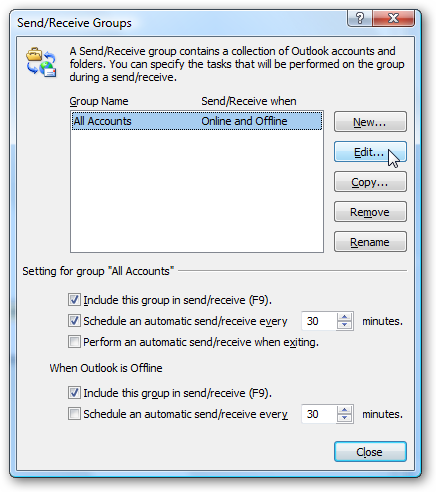 Send/Receive Groups
A Send/Receive group contains a collection of Outlook accounts and
folders. You can specify the tasks that will be performed on the group
during a send/receive.
Group Name Send/Receive when
All Accounts Online and Offline
New...
Edit...
Copy...
Remove
Rename
Setting for group "All Accounts"
Include this group in send/receive (F9).
Schedule an automatic send/receive every 30 minutes.
Perform an automatic send/receive when exiting.
When Outlook is Offline
Include this group in send/receive (F9).
Schedule an automatic send/receive every 30 minutes.
Close